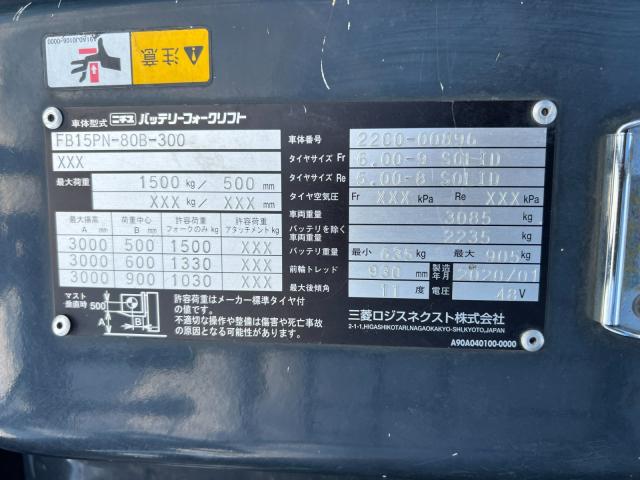 注意
A91A0J0106-0000
車体型式 ニチユ バッテリーフォークリフト
FB15PN-80B-300
XXX
最大荷重 1500 kg／ 500 mm
XXX kg／ XXX mm
最大揚高 A mm 荷重中心 B mm 許容荷重 フォークのみ kg 許容荷重 アタッチメント kg
3000 500 1500 XXX
3000 600 1330 XXX
3000 900 1030 XXX
マスト垂直時 500 B A
許容荷重はメーカー標準タイヤ付
の値です。
不適切な操作や整備は傷害や死亡事故
の原因となる可能性があります。
車体番号 22CC-00896
タイヤサイズ Fr 6.00-9 SOLID
タイヤサイズ Re 5.00-8 SOLID
タイヤ空気圧 Fr XXX kPa Re XXX kPa
車両重量 3085 kg
バッテリを除く車両重量 2235 kg
バッテリ重量 最小 635 kg 最大 905 kg
前輪トレッド 930 mm 製造年月 2020/01
最大後傾角 11 度 電圧 48 V
三菱ロジスネクスト株式会社
2-1-1,HIGASHIKOTARI,NAGAOKAKYO-SHI,KYOTO,JAPAN
A90A040100-0000